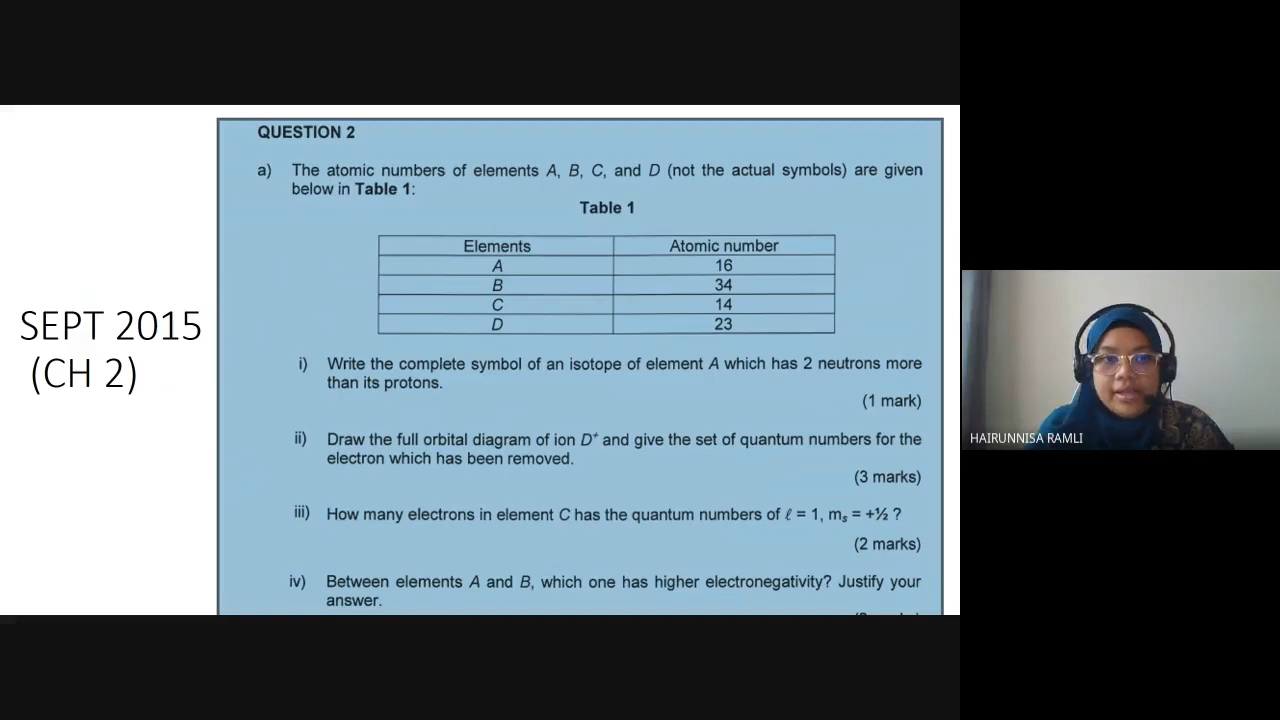 SEPT 2015
(CH 2)
QUESTION 2
a) The atomic numbers of elements A, B, C, and D (not the actual symbols) are given
below in Table 1:
Table 1
Elements Atomic number
A 16
B 34
C 14
D 23
i) Write the complete symbol of an isotope of element A which has 2 neutrons more
than its protons.
(1 mark)
ii) Draw the full orbital diagram of ion D⁺ and give the set of quantum numbers for the
electron which has been removed.
(3 marks)
iii) How many electrons in element C has the quantum numbers of ℓ = 1, mₛ = +½ ?
(2 marks)
iv) Between elements A and B, which one has higher electronegativity? Justify your
answer.
HAIRUNNISA RAMLI